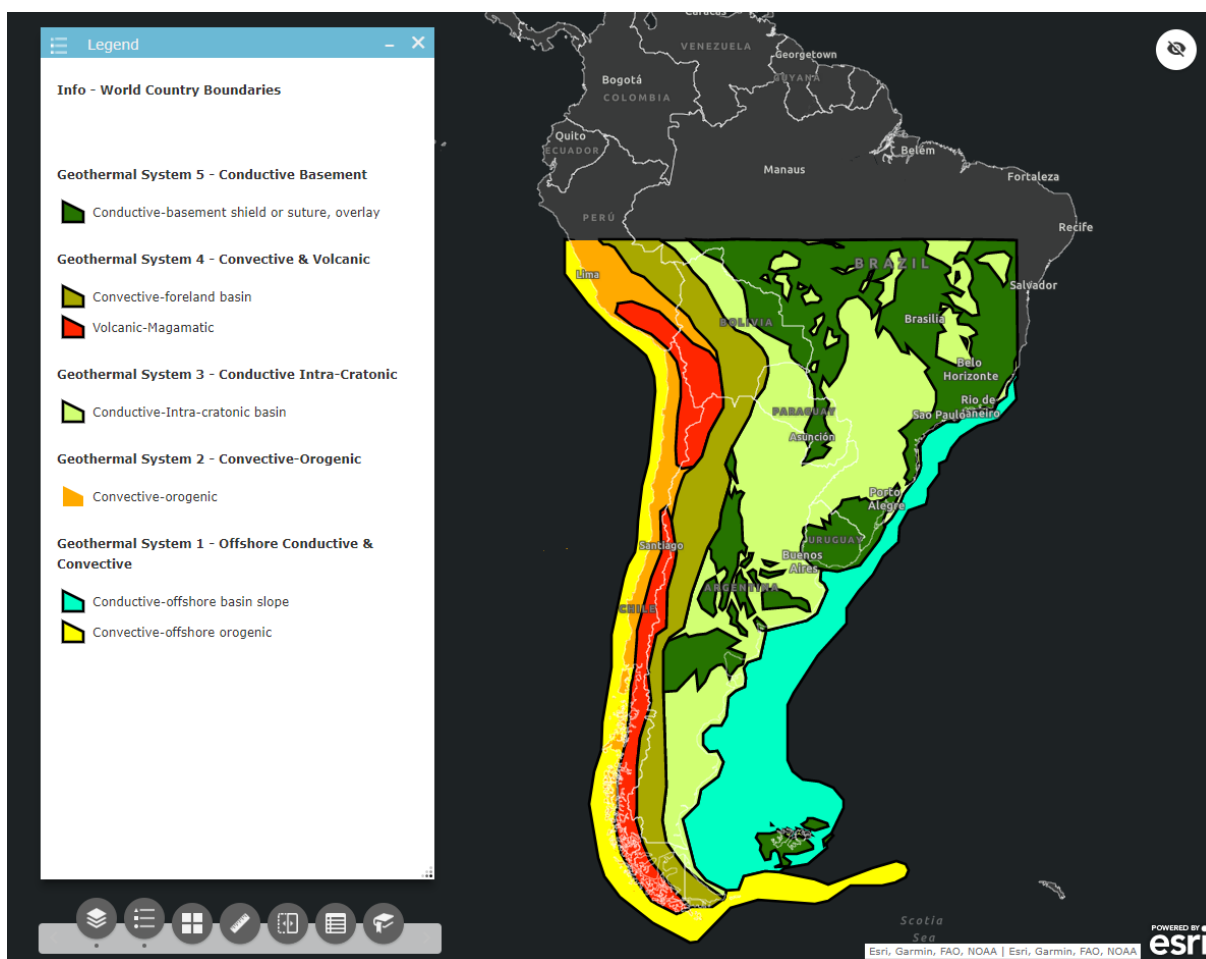 Legend
Info - World Country Boundaries
Geothermal System 5 - Conductive Basement
Conductive-basement shield or suture, overlay
Geothermal System 4 - Convective & Volcanic
Convective-foreland basin
Volcanic-Magamatic
Geothermal System 3 - Conductive Intra-Cratonic
Conductive-Intra-cratonic basin
Geothermal System 2 - Convective-Orogenic
Convective-orogenic
Geothermal System 1 - Offshore Conductive &
Convective
Conductive-offshore basin slope
Convective-offshore orogenic
Caracas
VENEZUELA
Georgetown
GUYANA
Bogotá
COLOMBIA
Quito
ECUADOR
Belém
Manaus
Fortaleza
PERÚ
Recife
BRAZIL
Lima
Salvador
BOLIVIA
Brasília
Belo
Horizonte
PARAGUAY
Rio de
Sao Paulo
Janeiro
Asunción
Porto
Alegre
Santiago
URUGUAY
Buenos
Aires
ARGENTINA
CHILE
Scotia
Sea
POWERED BY
esri
Esri, Garmin, FAO, NOAA | Esri, Garmin, FAO, NOAA